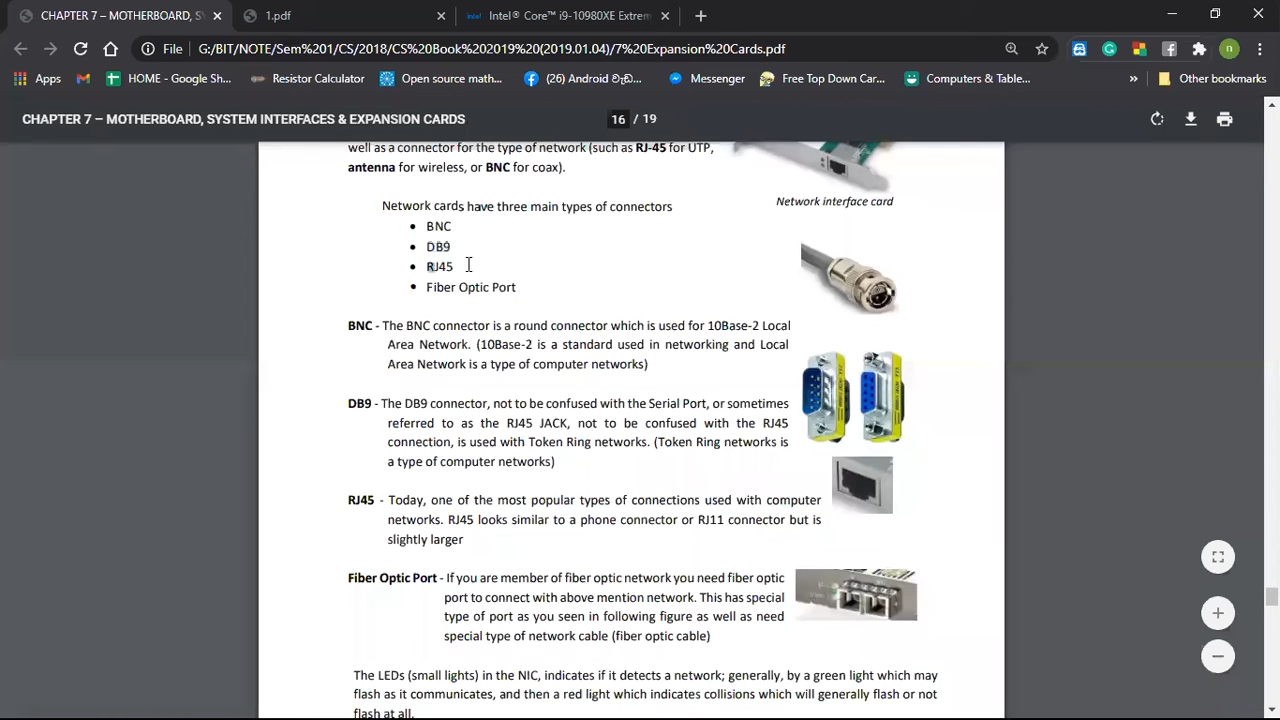 CHAPTER 7 – MOTHERBOARD, S
1.pdf
Intel® Core™ i9-10980XE Extrem
File
G:/BIT/NOTE/Sem%201/CS/2018/CS%20Book%202019%20(2019.01.04)/7%20Expansion%20Cards.pdf
Apps
HOME - Google Sh...
Resistor Calculator
Open source math...
Messenger
Free Top Down Car...
Computers & Table...
»
Other bookmarks
CHAPTER 7 – MOTHERBOARD, SYSTEM INTERFACES & EXPANSION CARDS
16 / 19
well as a connector for the type of network (such as RJ-45 for UTP,
antenna for wireless, or BNC for coax).
Network interface card
Network cards have three main types of connectors
• BNC
• DB9
• RJ45
• Fiber Optic Port
BNC - The BNC connector is a round connector which is used for 10Base-2 Local
Area Network. (10Base-2 is a standard used in networking and Local
Area Network is a type of computer networks)
DB9 - The DB9 connector, not to be confused with the Serial Port, or sometimes
referred to as the RJ45 JACK, not to be confused with the RJ45
connection, is used with Token Ring networks. (Token Ring networks is
a type of computer networks)
RJ45 - Today, one of the most popular types of connections used with computer
networks. RJ45 looks similar to a phone connector or RJ11 connector but is
slightly larger
Fiber Optic Port - If you are member of fiber optic network you need fiber optic
port to connect with above mention network. This has special
type of port as you seen in following figure as well as need
special type of network cable (fiber optic cable)
The LEDs (small lights) in the NIC, indicates if it detects a network; generally, by a green light which may
flash as it communicates, and then a red light which indicates collisions which will generally flash or not
flash at all.